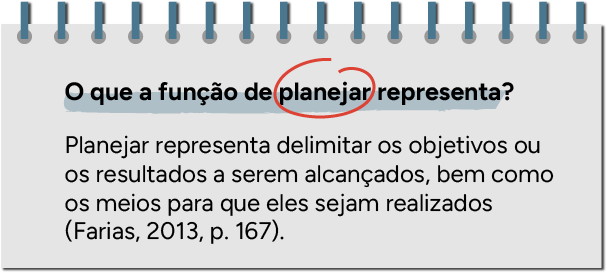 O que a função de planejar representa?
Planejar representa delimitar os objetivos ou
os resultados a serem alcançados, bem como
os meios para que eles sejam realizados
(Farias, 2013, p. 167).